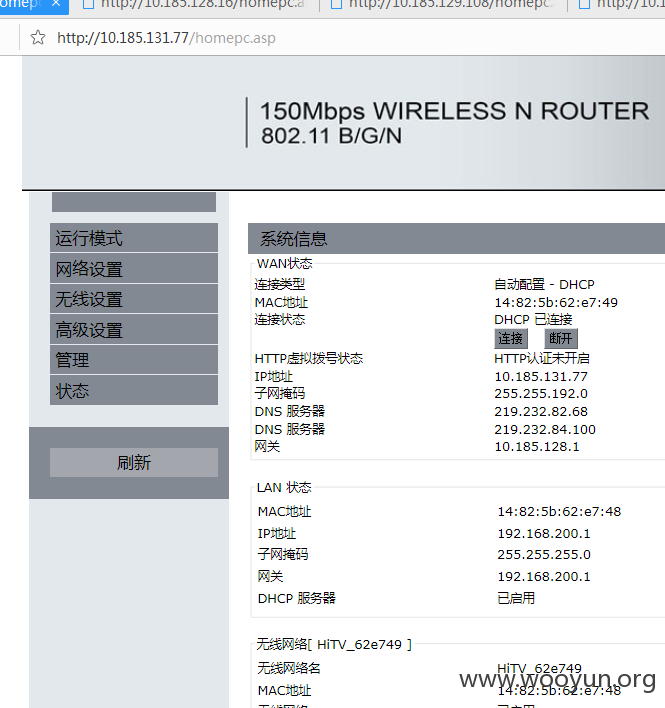 omepc
http://10.185.128.16/homepc.a
http://10.185.129.108/homepc.
http://10.1
http://10.185.131.77/homepc.asp
150Mbps WIRELESS N ROUTER
802.11 B/G/N
运行模式
网络设置
无线设置
高级设置
管理
状态
刷新
系统信息
WAN状态
连接类型 自动配置 - DHCP
MAC地址 14:82:5b:62:e7:49
连接状态 DHCP 已连接
连接 断开
HTTP虚拟拨号状态 HTTP认证未开启
IP地址 10.185.131.77
子网掩码 255.255.192.0
DNS 服务器 219.232.82.68
DNS 服务器 219.232.84.100
网关 10.185.128.1
LAN 状态
MAC地址 14:82:5b:62:e7:48
IP地址 192.168.200.1
子网掩码 255.255.255.0
网关 192.168.200.1
DHCP 服务器 已启用
无线网络[ HiTV_62e749 ]
无线网络名 HiTV_62e749
www.wooyun.org
MAC地址 14:82:5b:62:e7:48